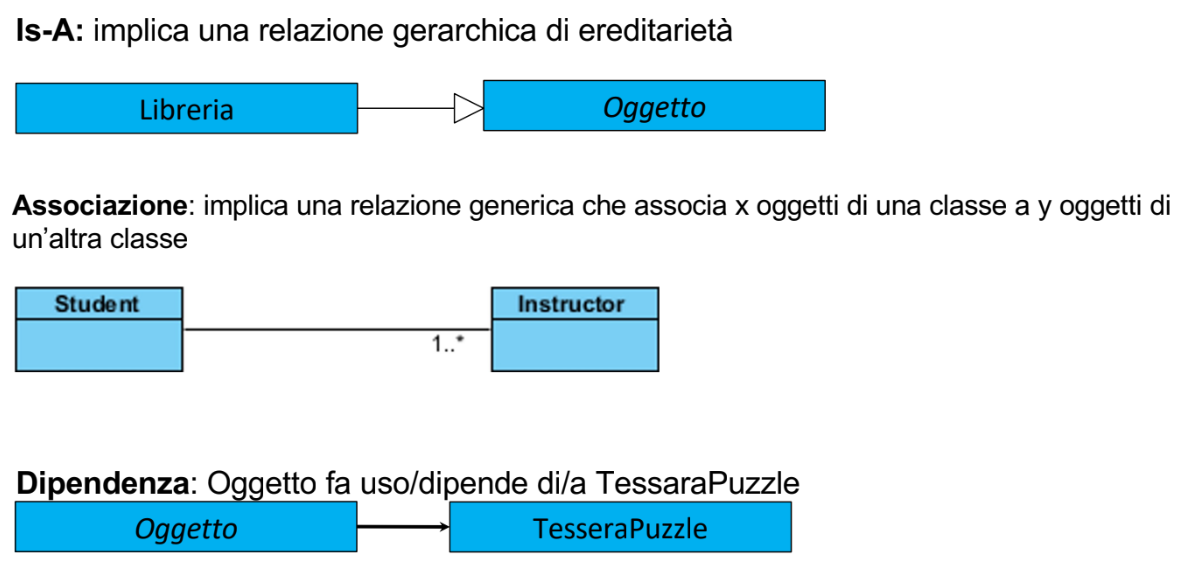 Is-A: implica una relazione gerarchica di ereditarietà
Libreria
Oggetto
Associazione: implica una relazione generica che associa x oggetti di una classe a y oggetti di
un'altra classe
Student
Instructor
1..*
Dipendenza: Oggetto fa uso/dipende di/a TessaraPuzzle
Oggetto
TesseraPuzzle